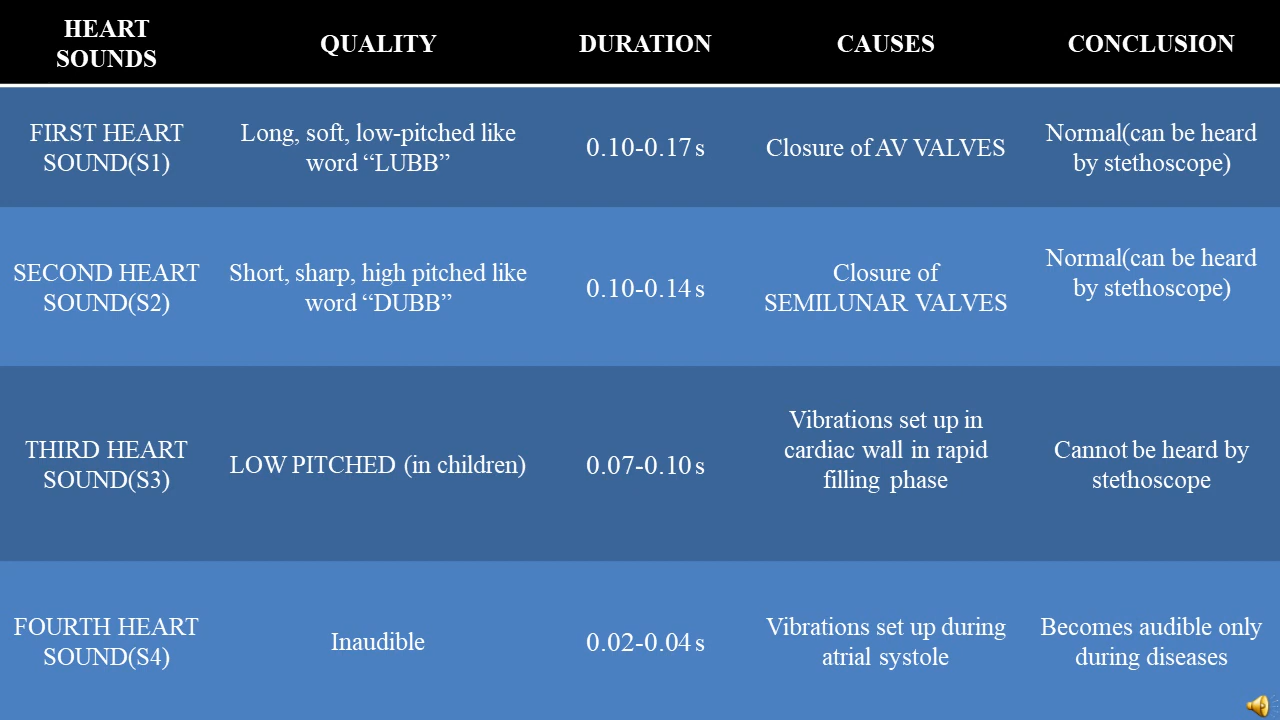 HEART
SOUNDS
QUALITY
DURATION
CAUSES
CONCLUSION
FIRST HEART
SOUND(S1)
Long, soft, low-pitched like
word “LUBB”
0.10-0.17 s
Closure of AV VALVES
Normal(can be heard
by stethoscope)
SECOND HEART
SOUND(S2)
Short, sharp, high pitched like
word “DUBB”
0.10-0.14 s
Closure of
SEMILUNAR VALVES
Normal(can be heard
by stethoscope)
THIRD HEART
SOUND(S3)
LOW PITCHED (in children)
0.07-0.10 s
Vibrations set up in
cardiac wall in rapid
filling phase
Cannot be heard by
stethoscope
FOURTH HEART
SOUND(S4)
Inaudible
0.02-0.04 s
Vibrations set up during
atrial systole
Becomes audible only
during diseases